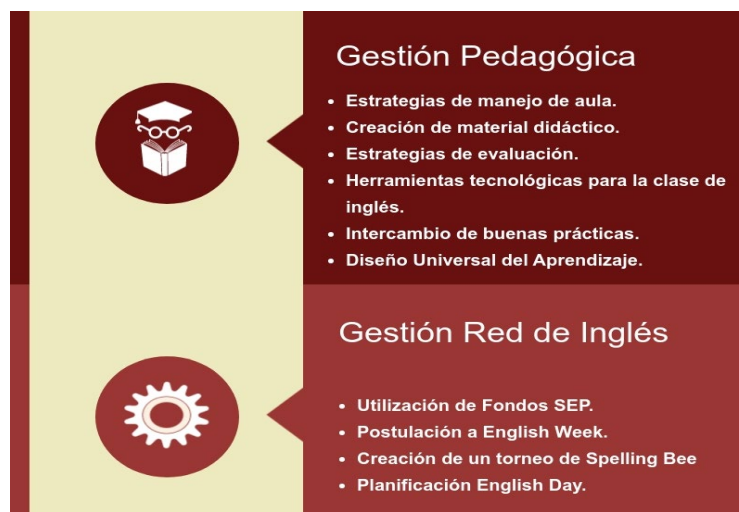 Gestión Pedagógica
• Estrategias de manejo de aula.
• Creación de material didáctico.
• Estrategias de evaluación.
• Herramientas tecnológicas para la clase de
inglés.
• Intercambio de buenas prácticas.
• Diseño Universal del Aprendizaje.
Gestión Red de Inglés
• Utilización de Fondos SEP.
• Postulación a English Week.
• Creación de un torneo de Spelling Bee
• Planificación English Day.